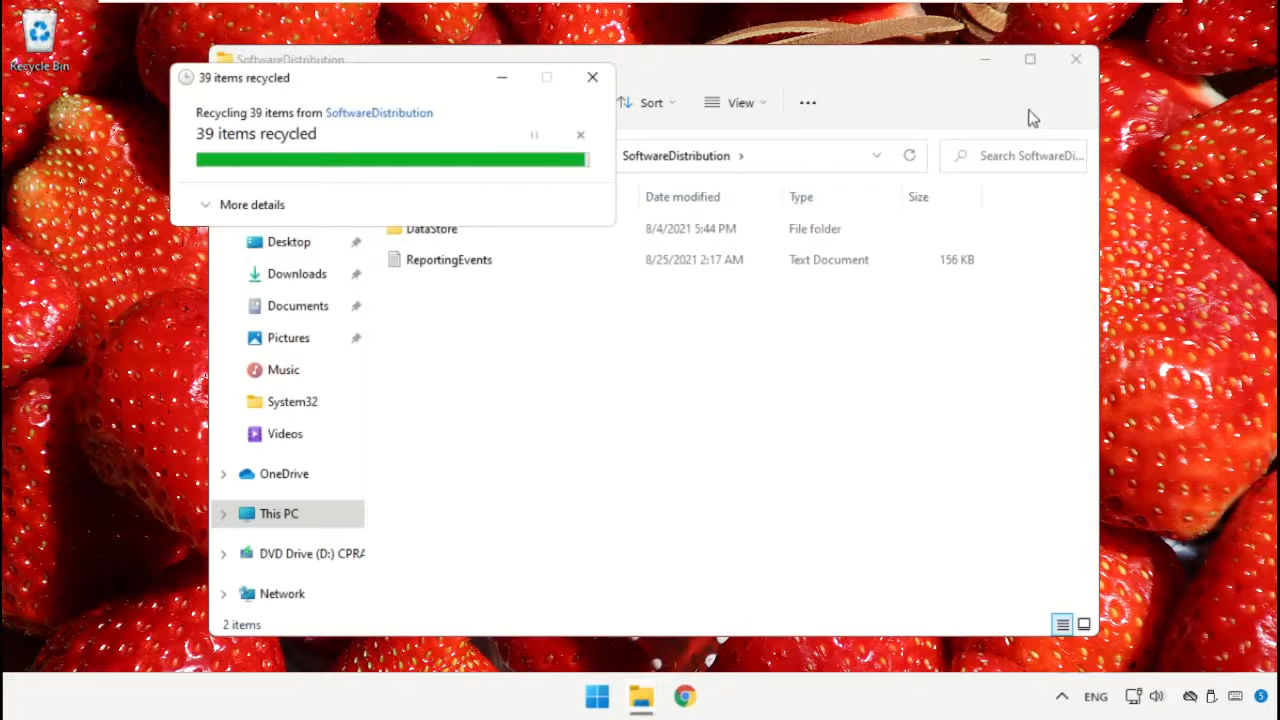 Recycle Bin
SoftwareDistribution
39 items recycled
Recycling 39 items from SoftwareDistribution
39 items recycled
More details
Sort
View
SoftwareDistribution
Search SoftwareDi...
Date modified Type Size
DataStore 8/4/2021 5:44 PM File folder
ReportingEvents 8/25/2021 2:17 AM Text Document 156 KB
Desktop
Downloads
Documents
Pictures
Music
System32
Videos
OneDrive
This PC
DVD Drive (D:) CPRA
Network
2 items
ENG
5